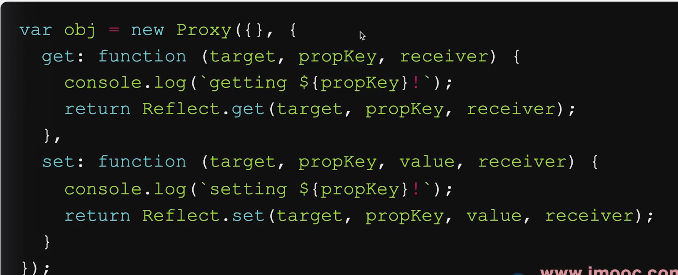 var obj = new Proxy({}, {
  get: function (target, propKey, receiver) {
    console.log(`getting ${propKey}!`);
    return Reflect.get(target, propKey, receiver);
  },
  set: function (target, propKey, value, receiver) {
    console.log(`setting ${propKey}!`);
    return Reflect.set(target, propKey, value, receiver);
  }
});
www.imooc.com